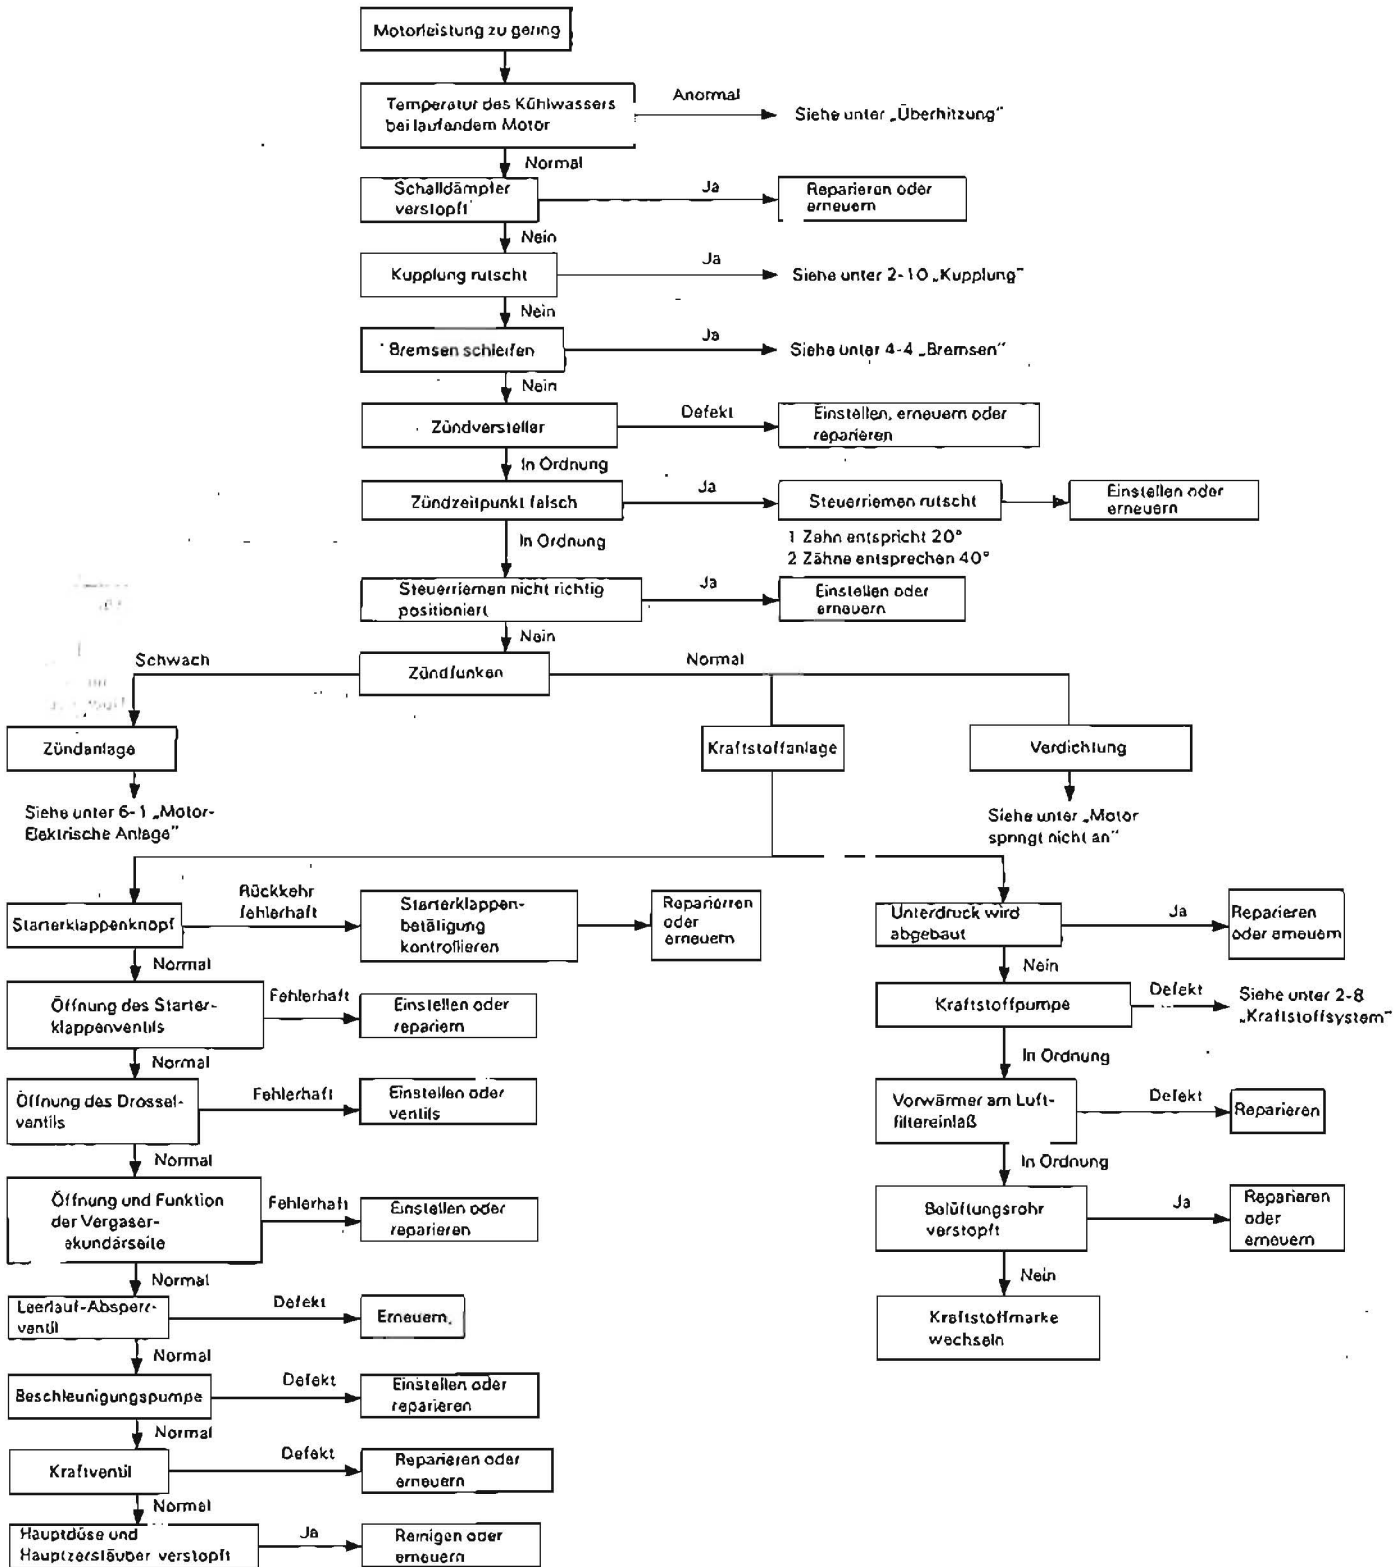 Motorleistung zu gering
Temperatur des Kühlwassers
bei laufendem Motor
Anormal
Siehe unter „Überhitzung"
Normal
Schalldämpfer
verstopft
Ja
Reparieren oder
erneuern
Nein
Kupplung rutscht
Ja
Siehe unter 2-10 „Kupplung"
Nein
Bremsen schleifen
Ja
Siehe unter 4-4 „Bremsen"
Nein
Zündversteller
Defekt
Einstellen, erneuern oder
reparieren
In Ordnung
Zündzeitpunkt falsch
Ja
Steuerriemen rutscht
Einstellen oder
erneuern
In Ordnung
1 Zahn entspricht 20°
2 Zähne entsprechen 40°
Steuerriemen nicht richtig
positioniert
Ja
Einstellen oder
erneuern
Nein
Schwach
Zündfunken
Normal
Zündanlage
Kraftstoffanlage
Verdichtung
Siehe unter 6-1 „Motor-
Elektrische Anlage"
Siehe unter „Motor
springt nicht an"
Starterklappenknopf
Rückkehr
fehlerhaft
Starterklappen-
betätigung
kontrollieren
Reparierren
oder
erneuern
Normal
Öffnung des Starter-
klappenventils
Fehlerhaft
Einstellen oder
repariern
Normal
Öffnung des Drossel-
ventils
Fehlerhaft
Einstellen oder
ventils
Normal
Öffnung und Funktion
der Vergaser-
ekundärseite
Fehlerhaft
Einstellen oder
reparieren
Normal
Leerlauf-Absperr-
ventil
Defekt
Erneuern.
Normal
Beschleunigungspumpe
Defekt
Einstellen oder
reparieren
Normal
Kraftventil
Defekt
Reparieren oder
erneuern
Normal
Hauptdüse und
Hauptzerstäuber verstopft
Ja
Reinigen oder
erneuern
Unterdruck wird
abgebaut
Ja
Reparieren
oder erneuern
Nein
Kraftstoffpumpe
Defekt
Siehe unter 2-8
„Kraftstoffsystem"
In Ordnung
Vorwärmer am Luft-
filtereinlaß
Defekt
Reparieren
In Ordnung
Belüftungsrohr
verstopft
Ja
Reparieren
oder
erneuern
Nein
Kraftstoffmarke
wechseln